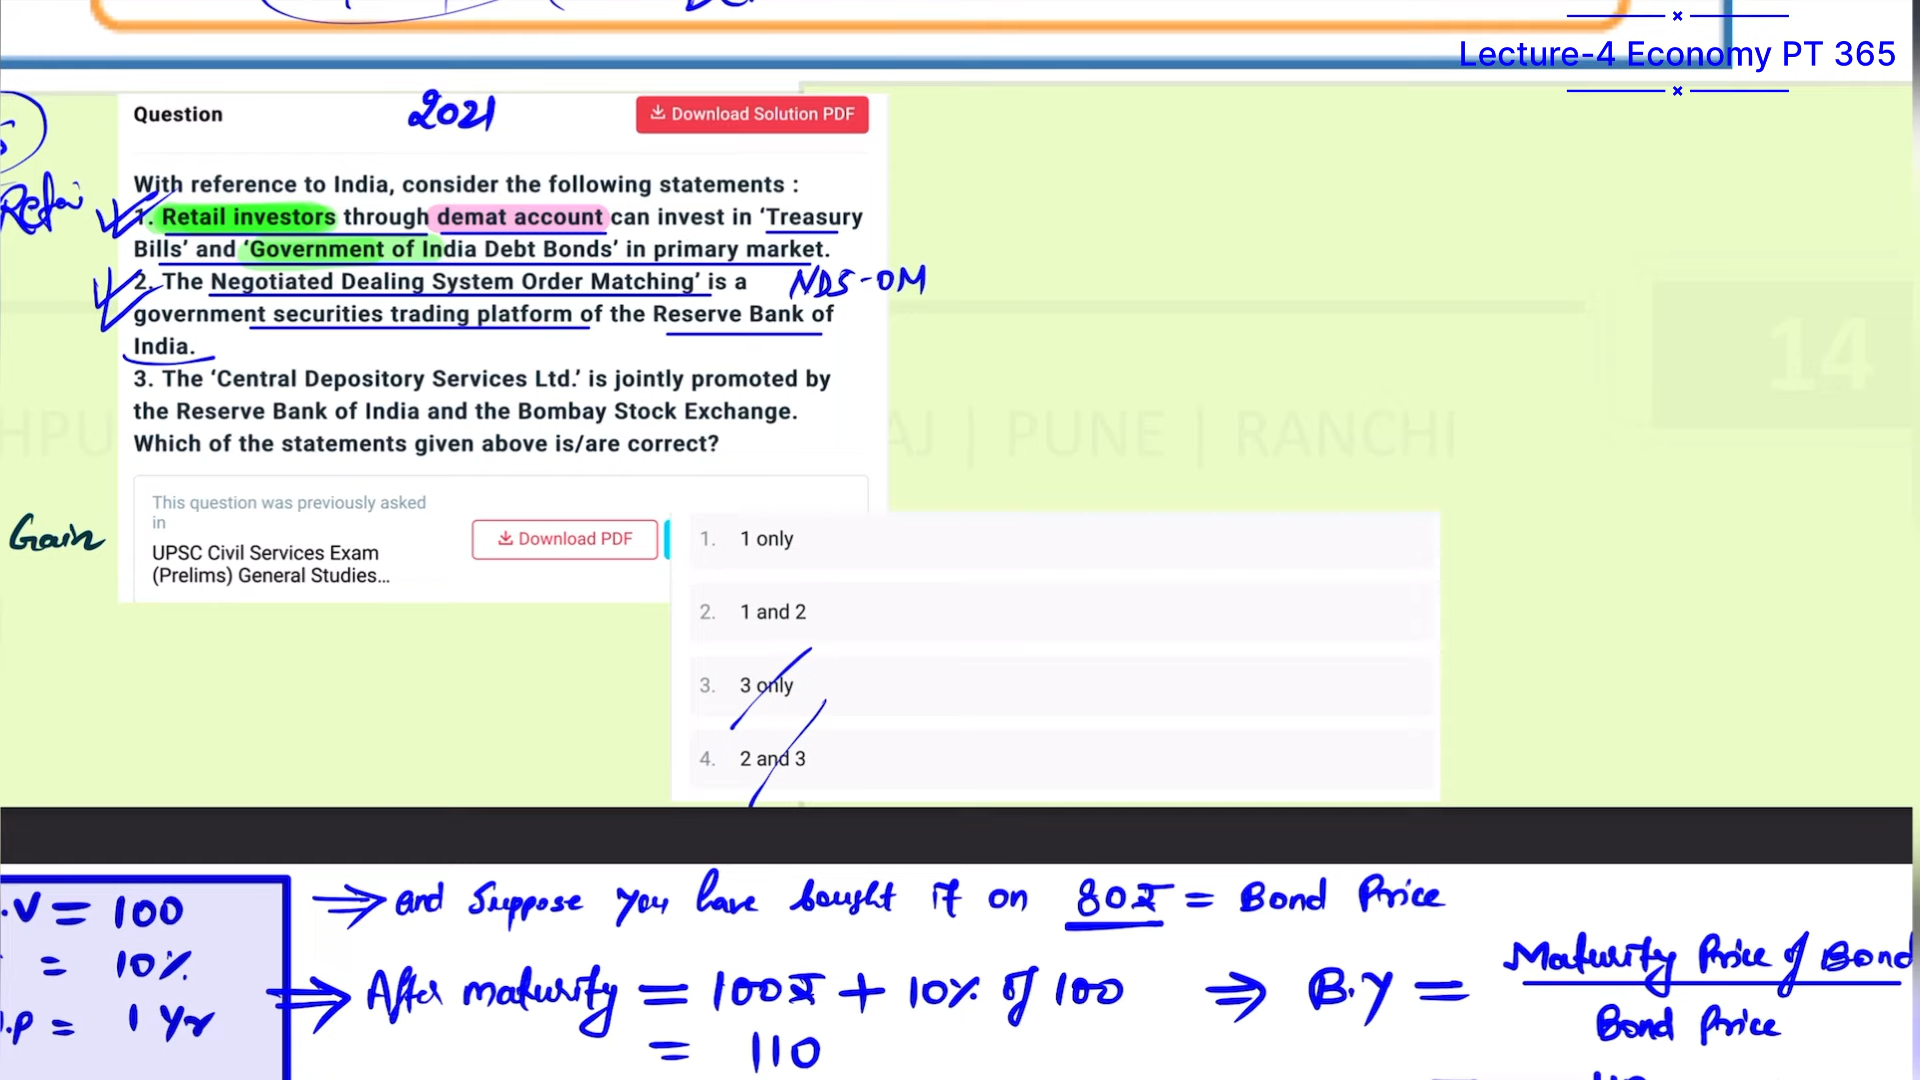 Lecture-4 Economy PT 365
Question
2021
Download Solution PDF
With reference to India, consider the following statements :
1. Retail investors through demat account can invest in ‘Treasury
Bills’ and ‘Government of India Debt Bonds’ in primary market.
2. The Negotiated Dealing System Order Matching’ is a
NDS-OM
government securities trading platform of the Reserve Bank of
India.
3. The ‘Central Depository Services Ltd.’ is jointly promoted by
the Reserve Bank of India and the Bombay Stock Exchange.
Which of the statements given above is/are correct?
14
AJ | PUNE | RANCHI
This question was previously asked
in
UPSC Civil Services Exam
(Prelims) General Studies...
Download PDF
Gain
1. 1 only
2. 1 and 2
3. 3 only
4. 2 and 3
.V = 100
= 10%
.P = 1 Yr
⇒ and Suppose you have bought it on 80₹ = Bond Price
⇒ After maturity = 100₹ + 10% of 100
= 110
⇒ B.Y = Maturity Price of Bond
Bond Price